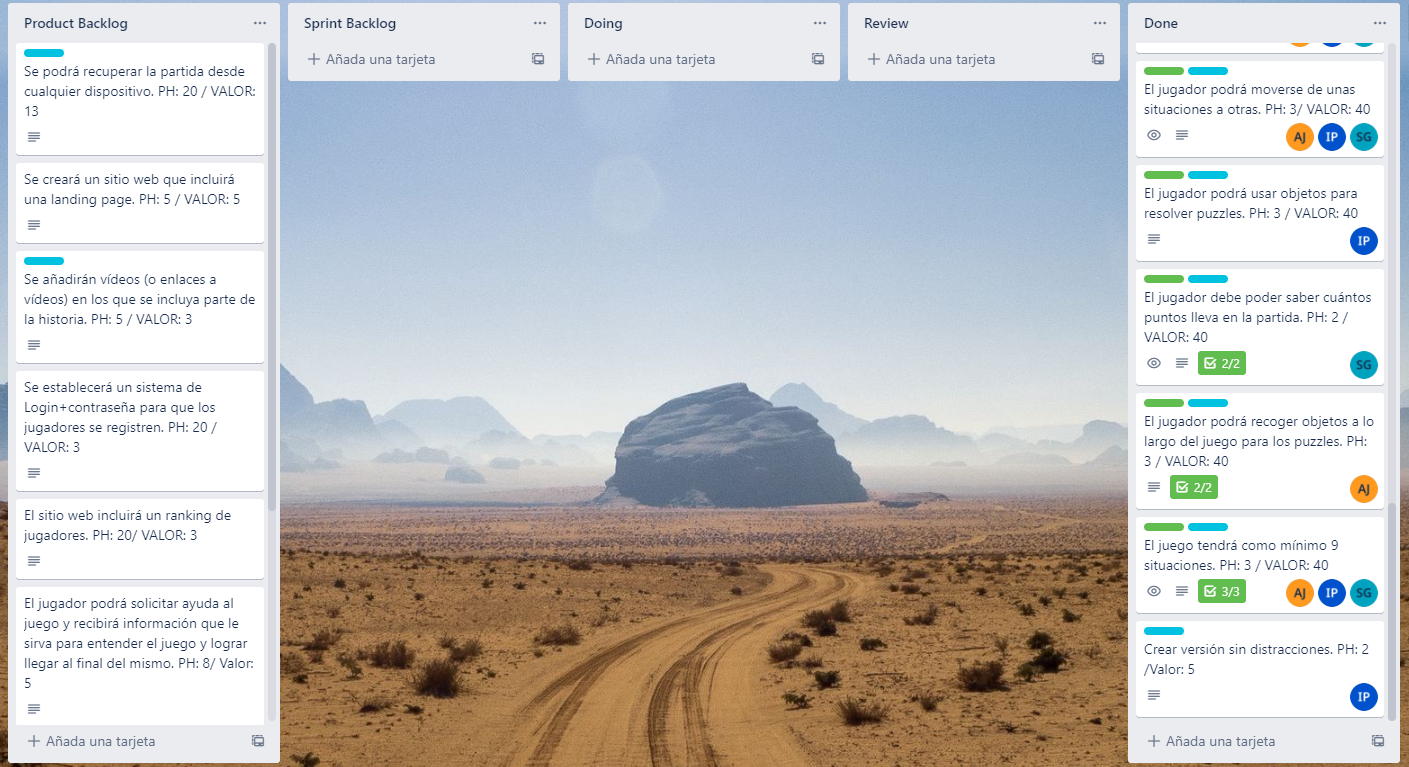 Product Backlog
Se podrá recuperar la partida desde
cualquier dispositivo. PH: 20 / VALOR:
13
Se creará un sitio web que incluirá
una landing page. PH: 5 / VALOR: 5
Se añadirán vídeos (o enlaces a
vídeos) en los que se incluya parte de
la historia. PH: 5 / VALOR: 3
Se establecerá un sistema de
Login+contraseña para que los
jugadores se registren. PH: 20 /
VALOR: 3
El sitio web incluirá un ranking de
jugadores. PH: 20/ VALOR: 3
El jugador podrá solicitar ayuda al
juego y recibirá información que le
sirva para entender el juego y lograr
llegar al final del mismo. PH: 8/ Valor:
5
Añada una tarjeta
Sprint Backlog
Añada una tarjeta
Doing
Añada una tarjeta
Review
Añada una tarjeta
Done
El jugador podrá moverse de unas
situaciones a otras. PH: 3/ VALOR: 40
AJ IP SG
El jugador podrá usar objetos para
resolver puzzles. PH: 3 / VALOR: 40
IP
El jugador debe poder saber cuántos
puntos lleva en la partida. PH: 2 /
VALOR: 40
2/2 SG
El jugador podrá recoger objetos a lo
largo del juego para los puzzles. PH:
3 / VALOR: 40
2/2 AJ
El juego tendrá como mínimo 9
situaciones. PH: 3 / VALOR: 40
3/3 AJ IP SG
Crear versión sin distracciones. PH: 2
/Valor: 5
IP
Añada una tarjeta